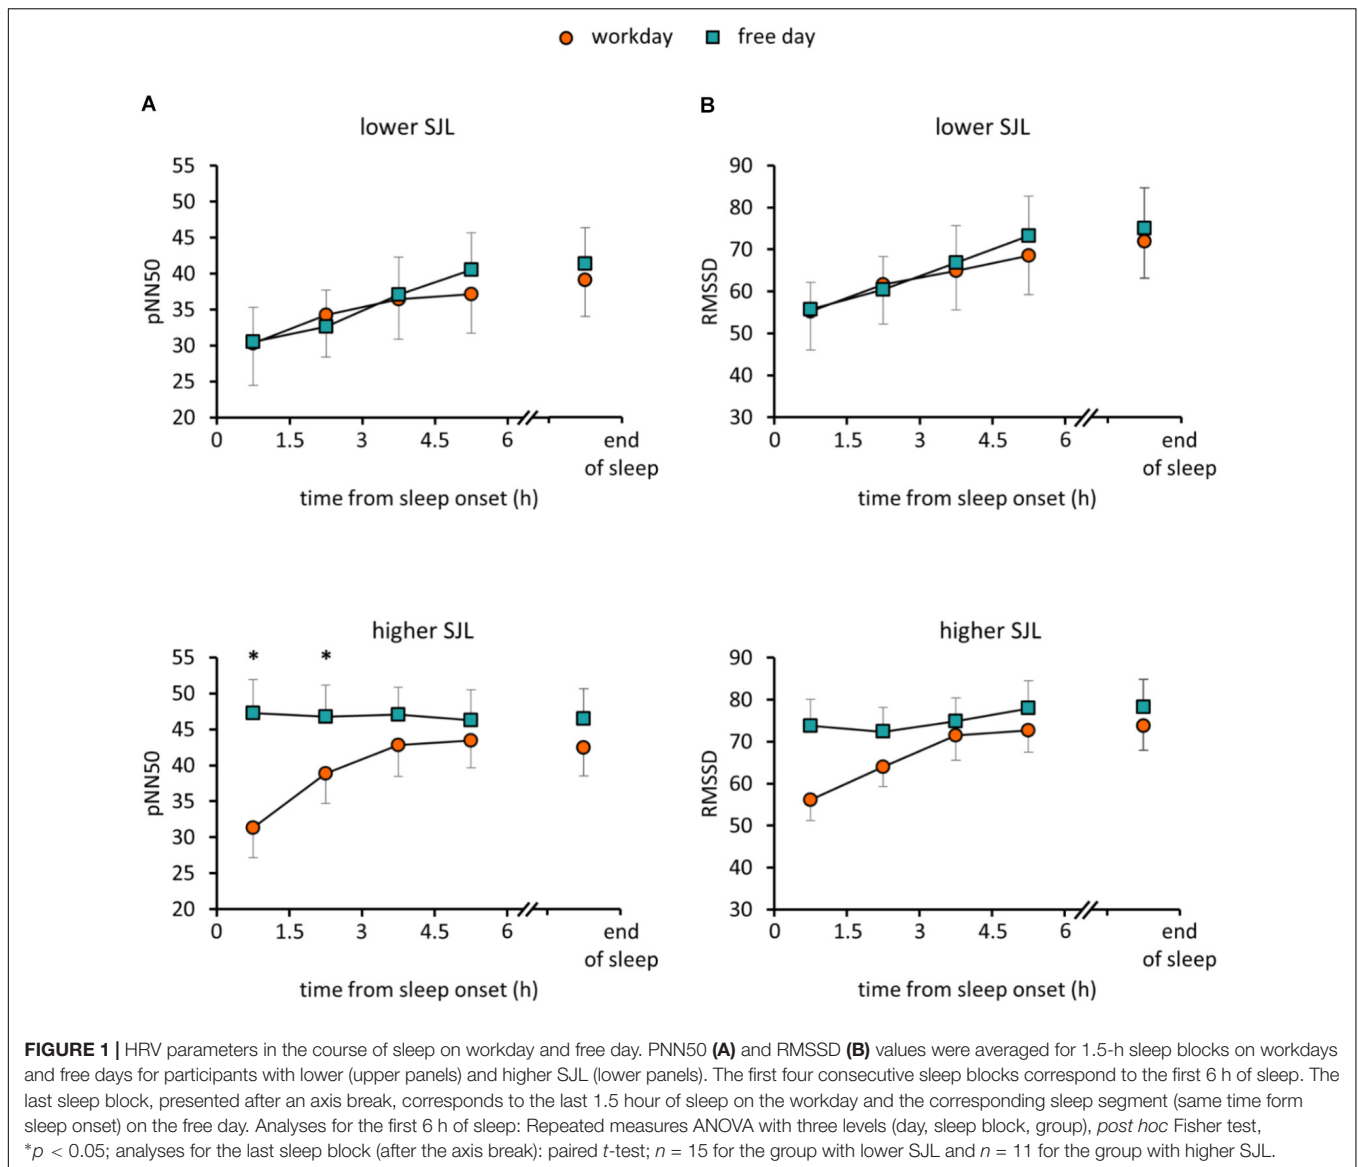 workday free day
A
lower SJL
pNN50
55
50
45
40
35
30
25
20
0 1.5 3 4.5 6 end
of sleep
time from sleep onset (h)
B
lower SJL
RMSSD
90
80
70
60
50
40
30
0 1.5 3 4.5 6 end
of sleep
time from sleep onset (h)
higher SJL
* *
pNN50
55
50
45
40
35
30
25
20
0 1.5 3 4.5 6 end
of sleep
time from sleep onset (h)
higher SJL
RMSSD
90
80
70
60
50
40
30
0 1.5 3 4.5 6 end
of sleep
time from sleep onset (h)
FIGURE 1 | HRV parameters in the course of sleep on workday and free day. PNN50 (A) and RMSSD (B) values were averaged for 1.5-h sleep blocks on workdays
and free days for participants with lower (upper panels) and higher SJL (lower panels). The first four consecutive sleep blocks correspond to the first 6 h of sleep. The
last sleep block, presented after an axis break, corresponds to the last 1.5 hour of sleep on the workday and the corresponding sleep segment (same time form
sleep onset) on the free day. Analyses for the first 6 h of sleep: Repeated measures ANOVA with three levels (day, sleep block, group), post hoc Fisher test,
*p < 0.05; analyses for the last sleep block (after the axis break): paired t-test; n = 15 for the group with lower SJL and n = 11 for the group with higher SJL.